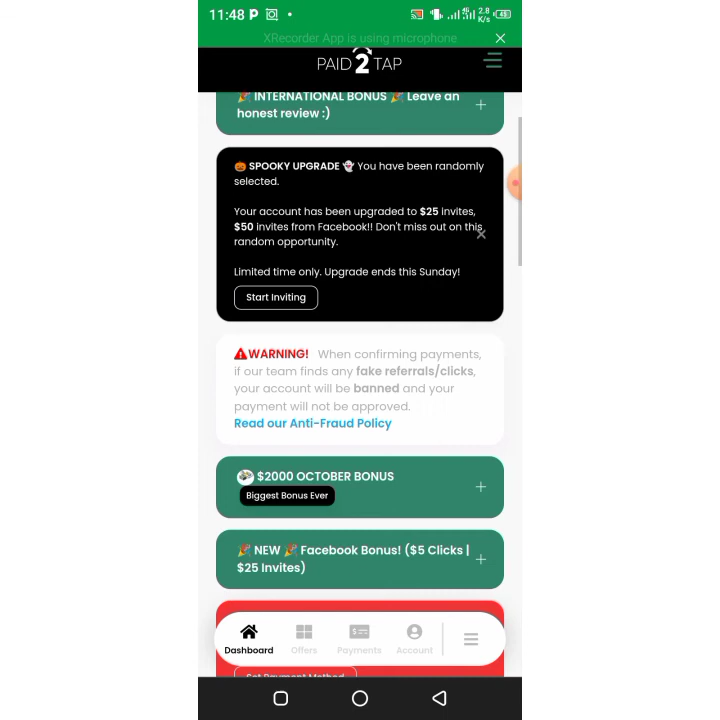 11:48 P
4G 2.8 K/s 45
XRecorder App is using microphone
PAID 2 TAP
🎉 INTERNATIONAL BONUS 🎉 Leave an
honest review :)
🎃 SPOOKY UPGRADE 👻 You have been randomly
selected.
Your account has been upgraded to $25 invites,
$50 invites from Facebook!! Don't miss out on this
random opportunity.
Limited time only. Upgrade ends this Sunday!
Start Inviting
WARNING! When confirming payments,
if our team finds any fake referrals/clicks,
your account will be banned and your
payment will not be approved.
Read our Anti-Fraud Policy
$2000 OCTOBER BONUS
Biggest Bonus Ever
🎉 NEW 🎉 Facebook Bonus! ($5 Clicks |
$25 Invites)
Dashboard Offers Payments Account
Set Payment Method